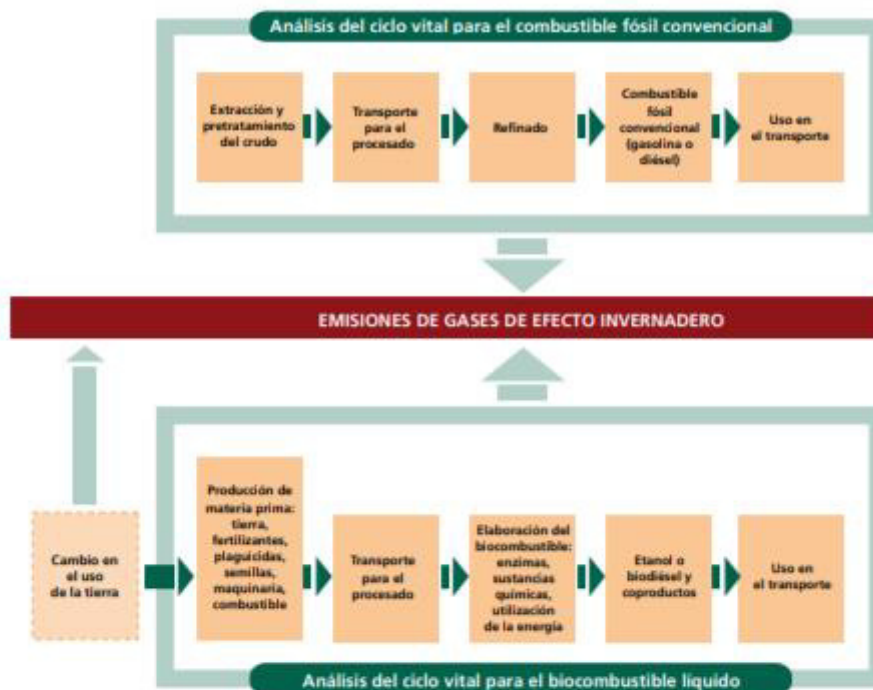 Análisis del ciclo vital para el combustible fósil convencional
Extracción y
pretratamiento
del crudo
Transporte
para el
procesado
Refinado
Combustible
fósil
convencional
(gasolina o
diésel)
Uso en
el transporte
EMISIONES DE GASES DE EFECTO INVERNADERO
Cambio en
el uso
de la tierra
Producción de
materia prima:
tierra,
fertilizantes,
plaguicidas,
semillas,
maquinaria,
combustible
Transporte
para el
procesado
Elaboración del
biocombustible:
enzimas,
sustancias
químicas,
utilización
de la energía
Etanol o
biodiésel y
coproductos
Uso en
el transporte
Análisis del ciclo vital para el biocombustible líquido